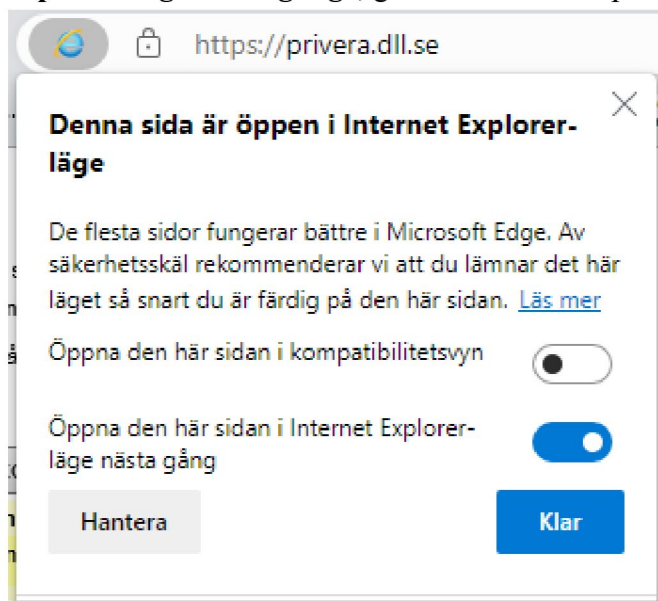 https://privera.dll.se
Denna sida är öppen i Internet Explorer-
läge
De flesta sidor fungerar bättre i Microsoft Edge. Av
säkerhetsskäl rekommenderar vi att du lämnar det här
läget så snart du är färdig på den här sidan. Läs mer
Öppna den här sidan i kompatibilitetsvyn
Öppna den här sidan i Internet Explorer-
läge nästa gång
Hantera
Klar